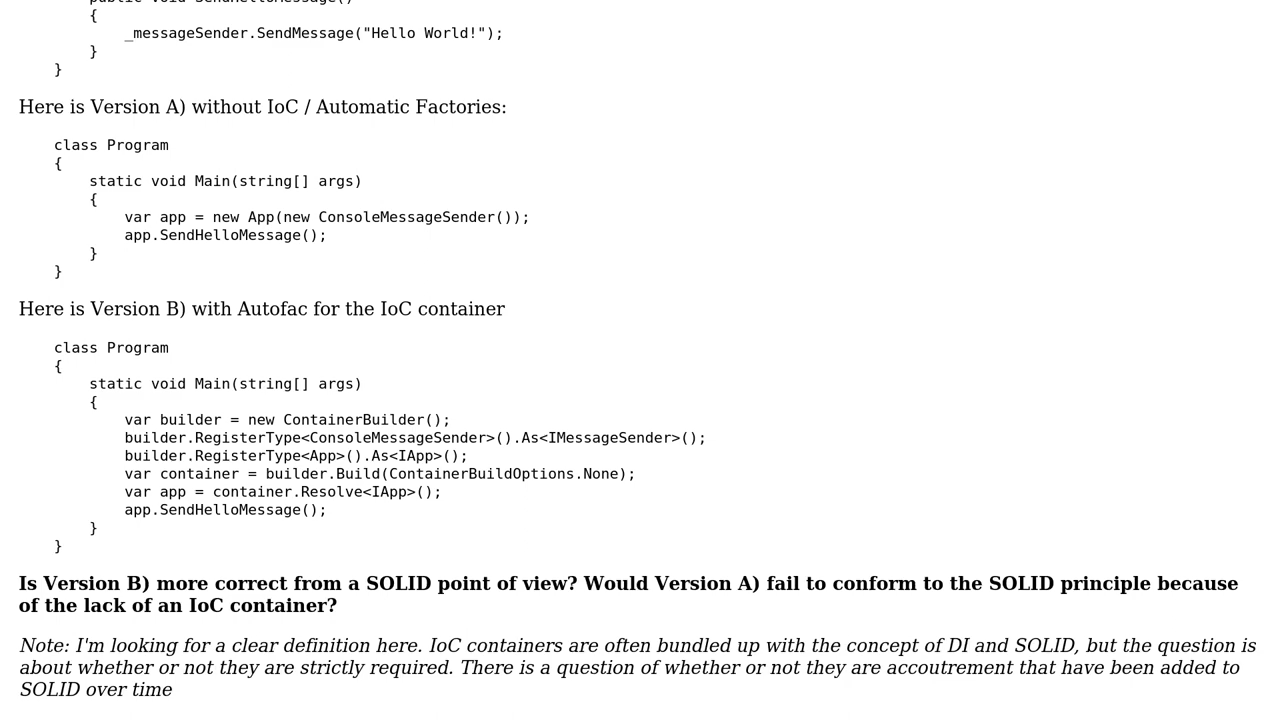 public void SendHelloMessage()
{
_messageSender.SendMessage("Hello World!");
}
}
Here is Version A) without IoC / Automatic Factories:
class Program
{
static void Main(string[] args)
{
var app = new App(new ConsoleMessageSender());
app.SendHelloMessage();
}
}
Here is Version B) with Autofac for the IoC container
class Program
{
static void Main(string[] args)
{
var builder = new ContainerBuilder();
builder.RegisterType<ConsoleMessageSender>().As<IMessageSender>();
builder.RegisterType<App>().As<IApp>();
var container = builder.Build(ContainerBuildOptions.None);
var app = container.Resolve<IApp>();
app.SendHelloMessage();
}
}
Is Version B) more correct from a SOLID point of view? Would Version A) fail to conform to the SOLID principle because
of the lack of an IoC container?
Note: I'm looking for a clear definition here. IoC containers are often bundled up with the concept of DI and SOLID, but the question is
about whether or not they are strictly required. There is a question of whether or not they are accoutrement that have been added to
SOLID over time